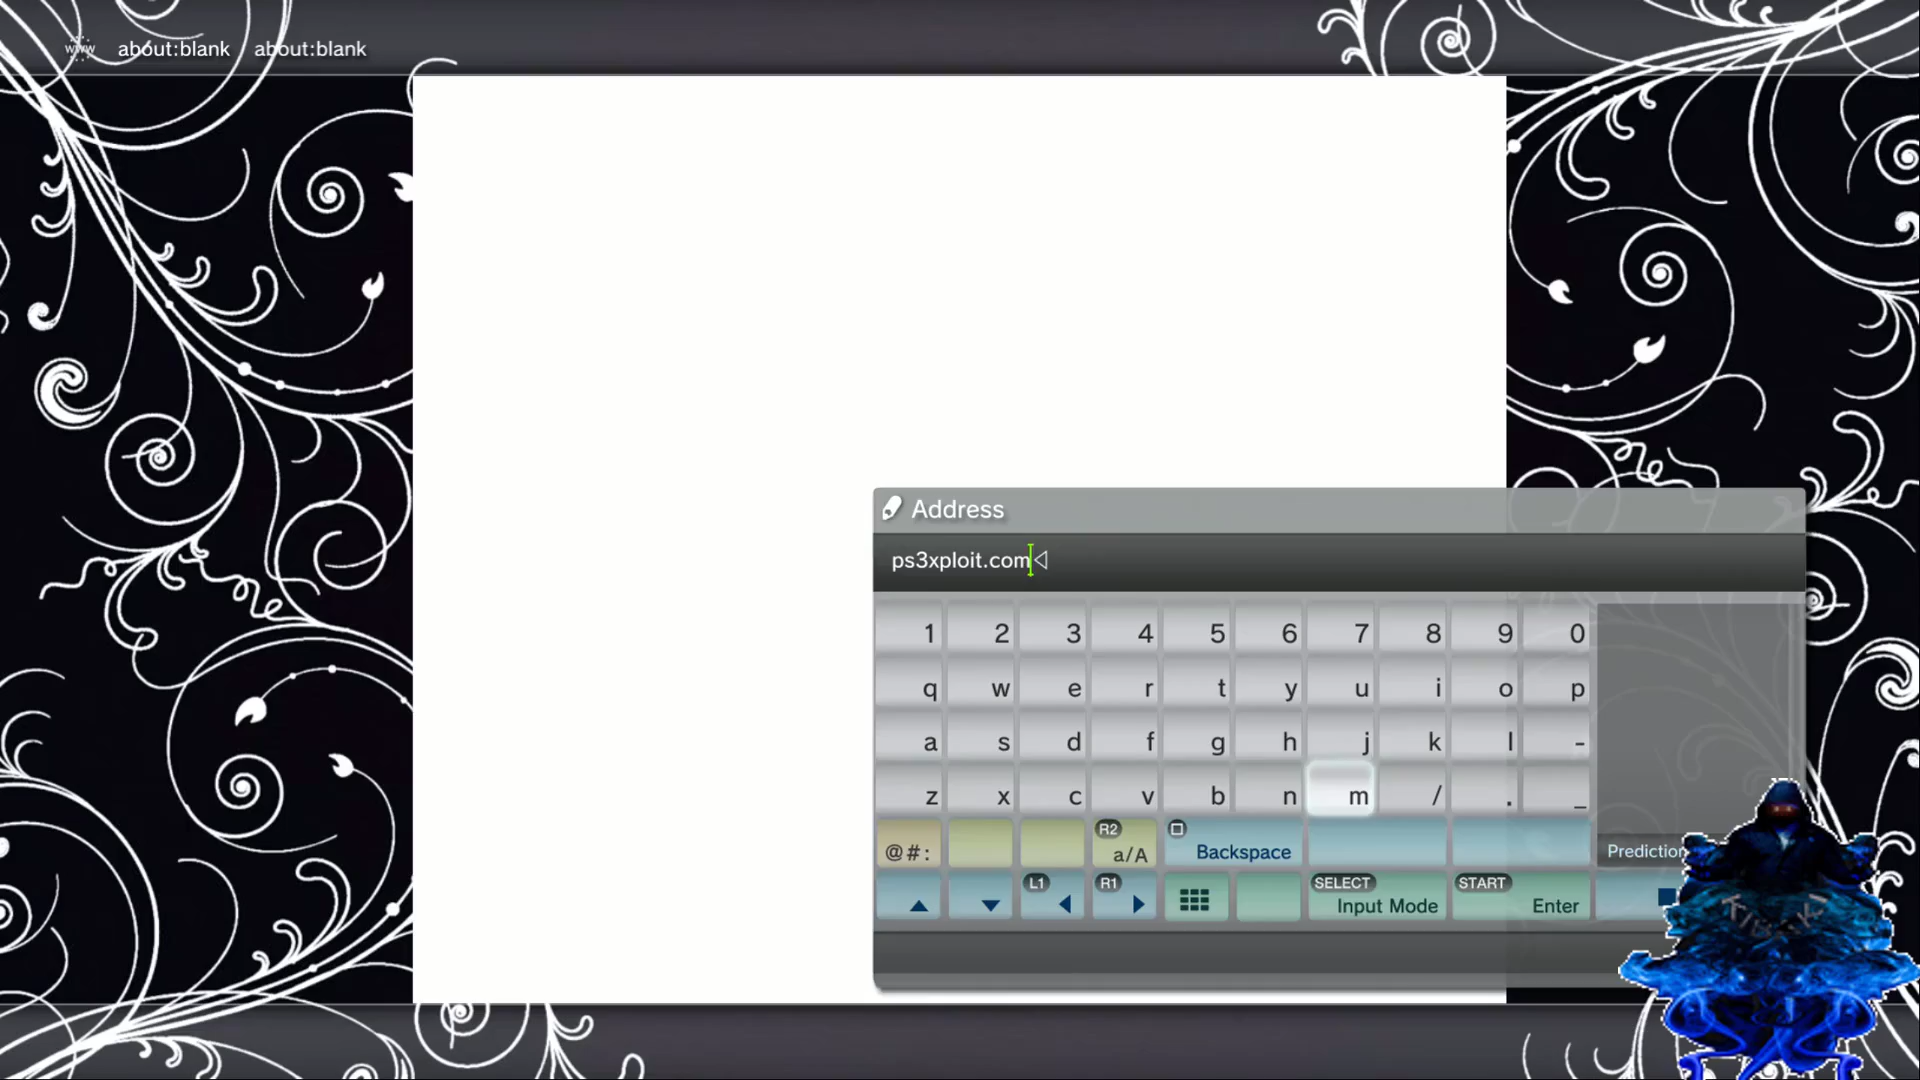 www about:blank / about:blank
Address
ps3xploit.com
1 2 3 4 5 6 7 8 9 0
q w e r t y u i o p
a s d f g h j k l -
z x c v b n m / . _
@#: R2 a/A Backspace
Prediction
L1 R1 SELECT Input Mode START Enter